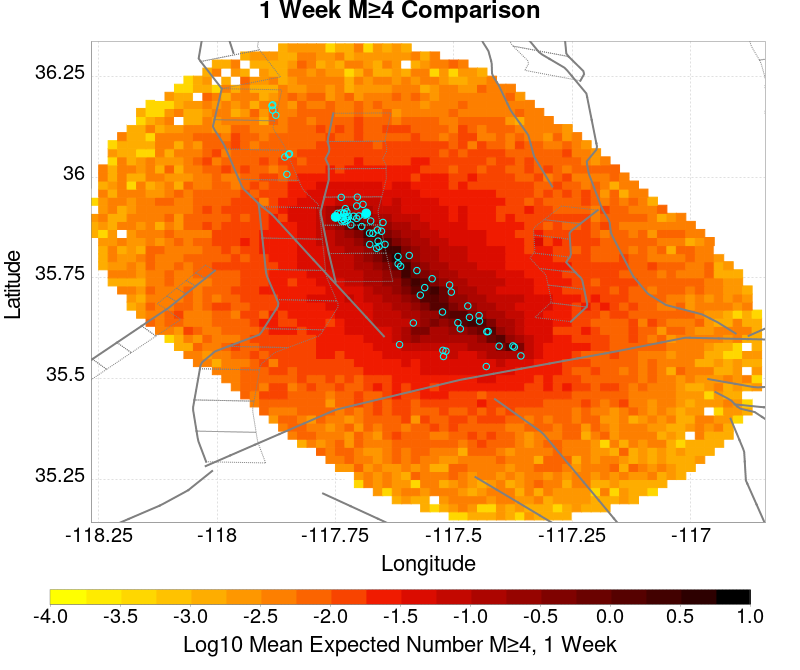 1 Week M≥4 Comparison
36.25
36
35.75
35.5
35.25
Latitude
-118.25 -118 -117.75 -117.5 -117.25 -117
Longitude
-4.0 -3.5 -3.0 -2.5 -2.0 -1.5 -1.0 -0.5 0.0 0.5 1.0
Log10 Mean Expected Number M≥4, 1 Week